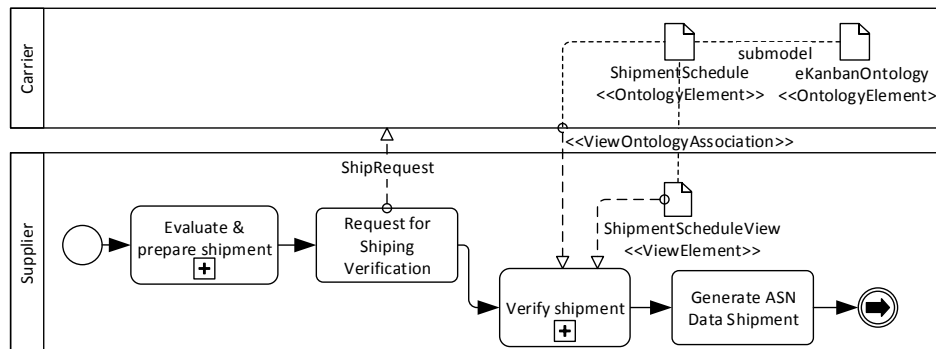 Carrier
submodel
ShipmentSchedule
<<OntologyElement>>
eKanbanOntology
<<OntologyElement>
<<ViewOntologyAssociation>>
Supplier
ShipRequest
Evaluate &
prepare shipment
Request for
Shiping
Verification
ShipmentScheduleView
<<ViewElement>>
Verify shipment
Generate ASN
Data Shipment